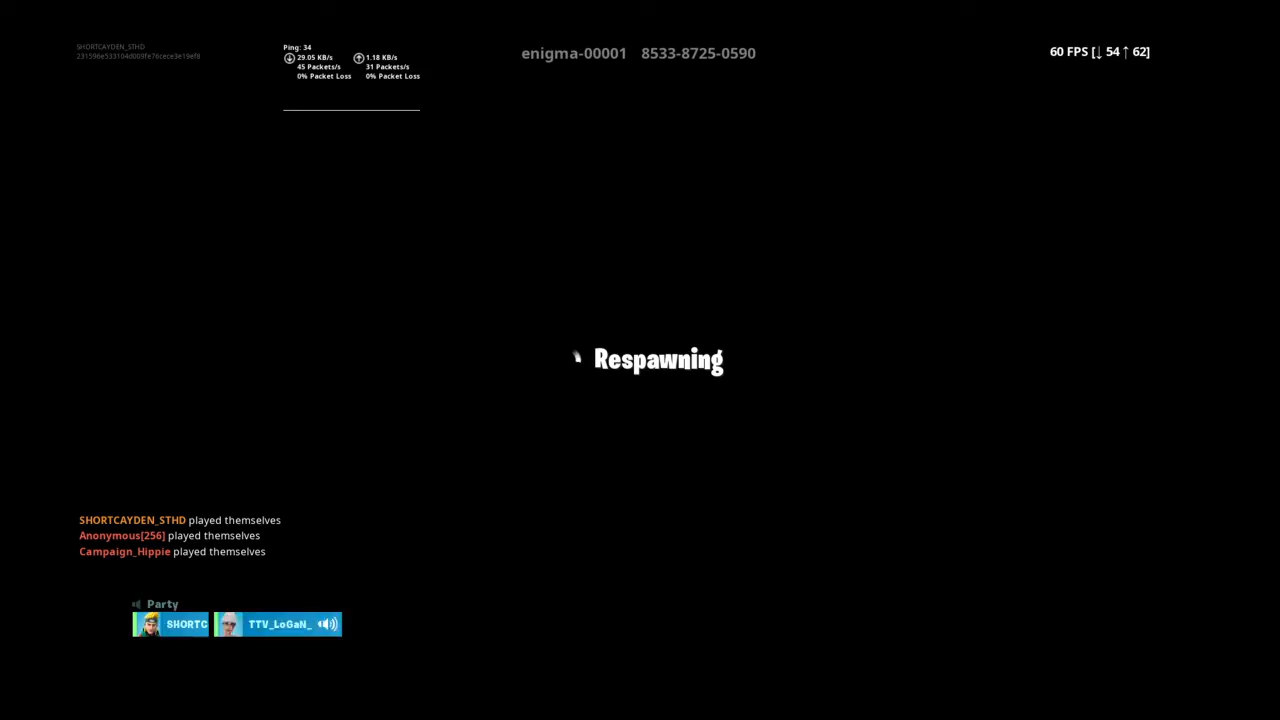 SHORTCAYDEN_STHD
231596e533104d009fe76cece3e19ef8
Ping: 34
29.05 KB/s 1.18 KB/s
45 Packets/s 31 Packets/s
0% Packet Loss 0% Packet Loss
enigma-00001 8533-8725-0590
60 FPS [↓ 54 ↑ 62]
Respawning
SHORTCAYDEN_STHD played themselves
Anonymous[256] played themselves
Campaign_Hippie played themselves
Party
SHORTC TTV_LoGaN_